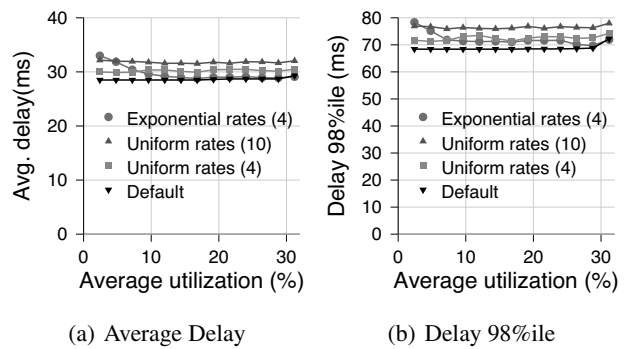 40
30
20
10
0
Avg. delay(ms)
Exponential rates (4)
Uniform rates (10)
Uniform rates (4)
Default
0 10 20 30
Average utilization (%)
(a) Average Delay
80
70
60
50
40
30
20
10
0
Delay 98%ile (ms)
Exponential rates (4)
Uniform rates (10)
Uniform rates (4)
Default
0 10 20 30
Average utilization (%)
(b) Delay 98%ile